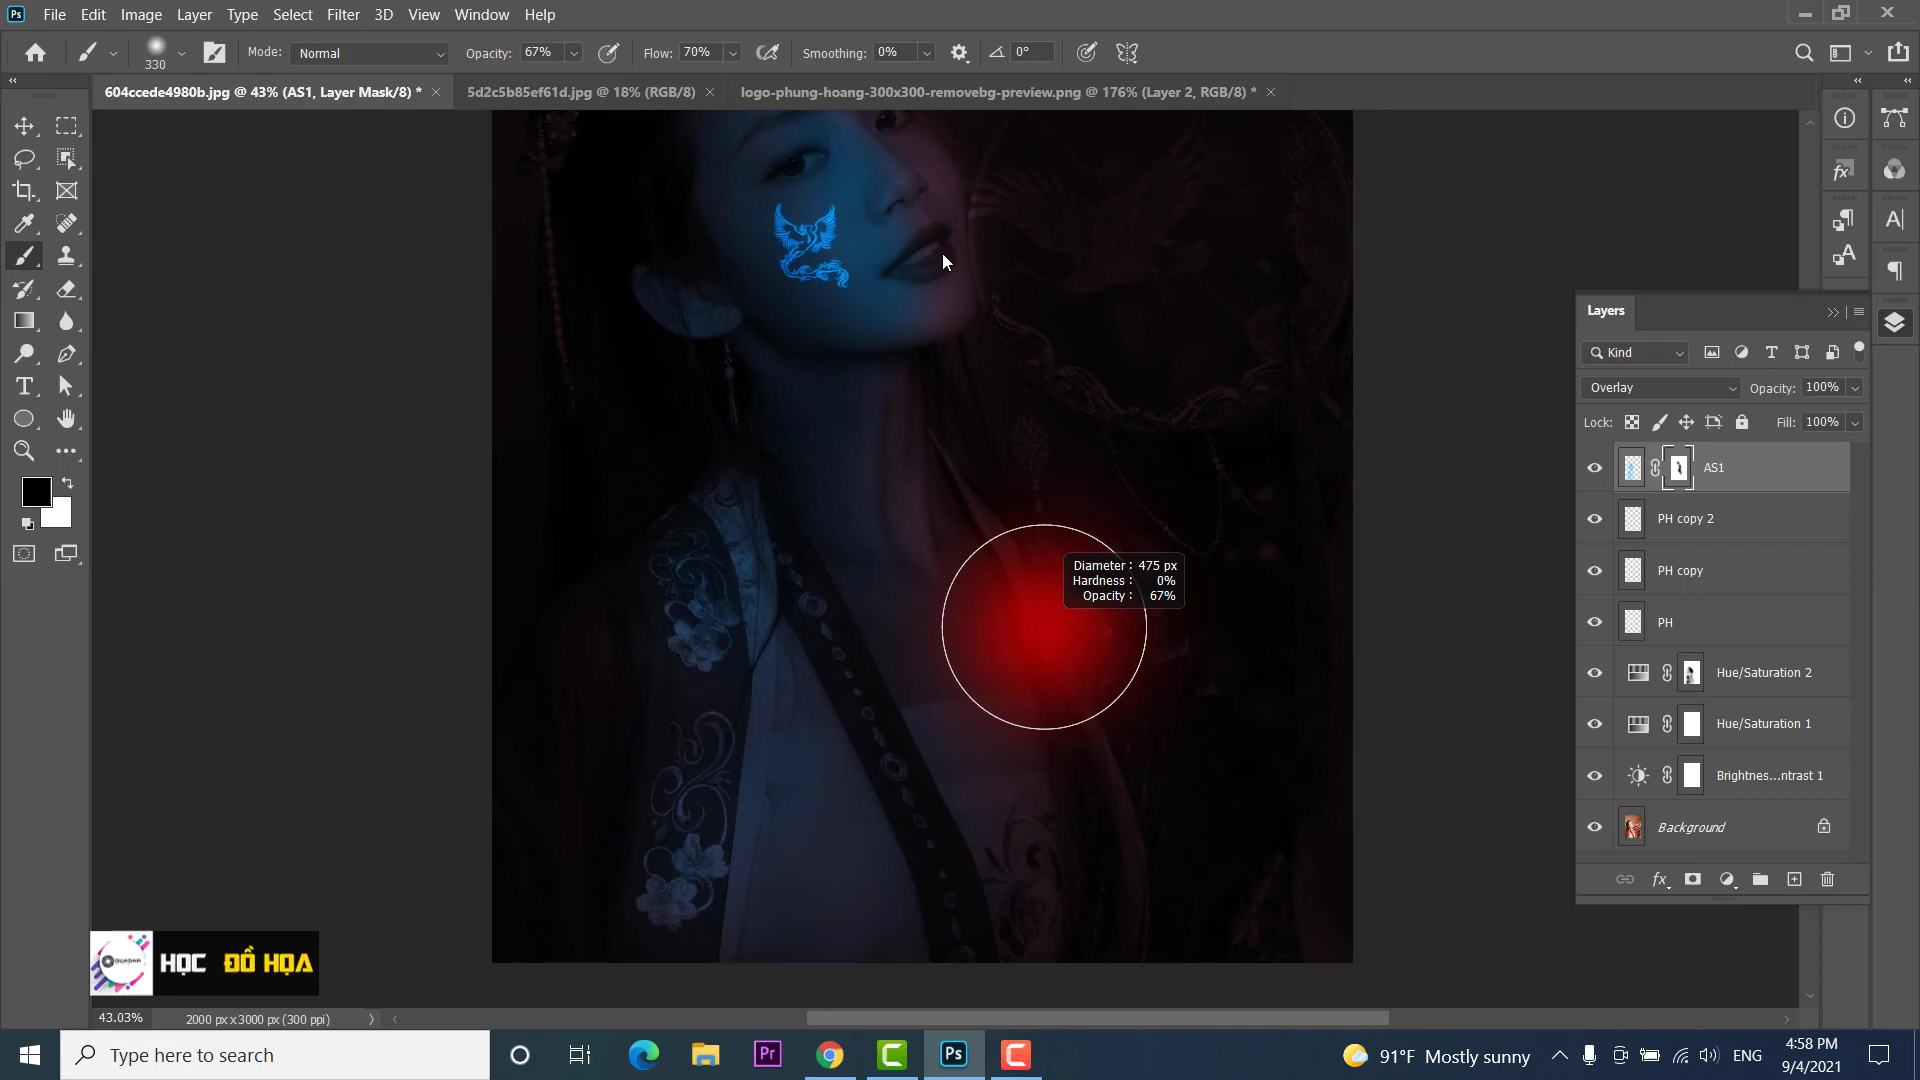 Ps File Edit Image Layer Type Select Filter 3D View Window Help
330 Mode: Normal Opacity: 67% Flow: 70% Smoothing: 0% 0°
604ccede4980b.jpg @ 43% (AS1, Layer Mask/8) * 5d2c5b85ef61d.jpg @ 18% (RGB/8) logo-phung-hoang-300x300-removebg-preview.png @ 176% (Layer 2, RGB/8) *
Layers
Kind
Overlay Opacity: 100%
Lock: Fill: 100%
AS1
PH copy 2
PH copy
PH
Hue/Saturation 2
Hue/Saturation 1
Brightnes...ntrast 1
Background
Diameter: 475 px
Hardness: 0%
Opacity: 67%
QUASAR HỌC ĐỒ HỌA
43.03% 2000 px x 3000 px (300 ppi)
Type here to search
Pr
Ps
91°F Mostly sunny
ENG
4:58 PM
9/4/2021